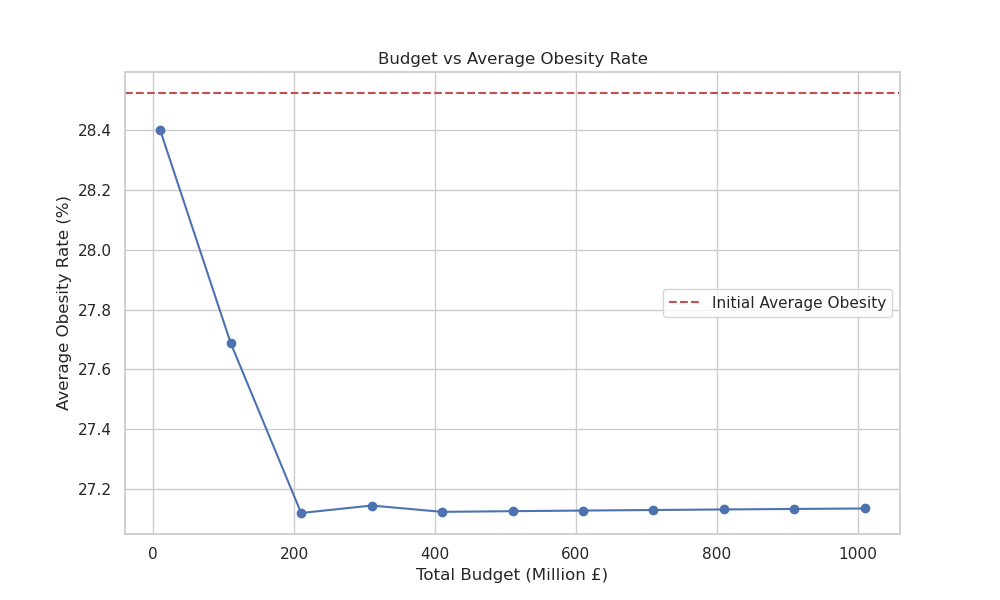 Budget vs Average Obesity Rate
Average Obesity Rate (%)
28.4
28.2
28.0
27.8
27.6
27.4
27.2
Initial Average Obesity
0 200 400 600 800 1000
Total Budget (Million £)